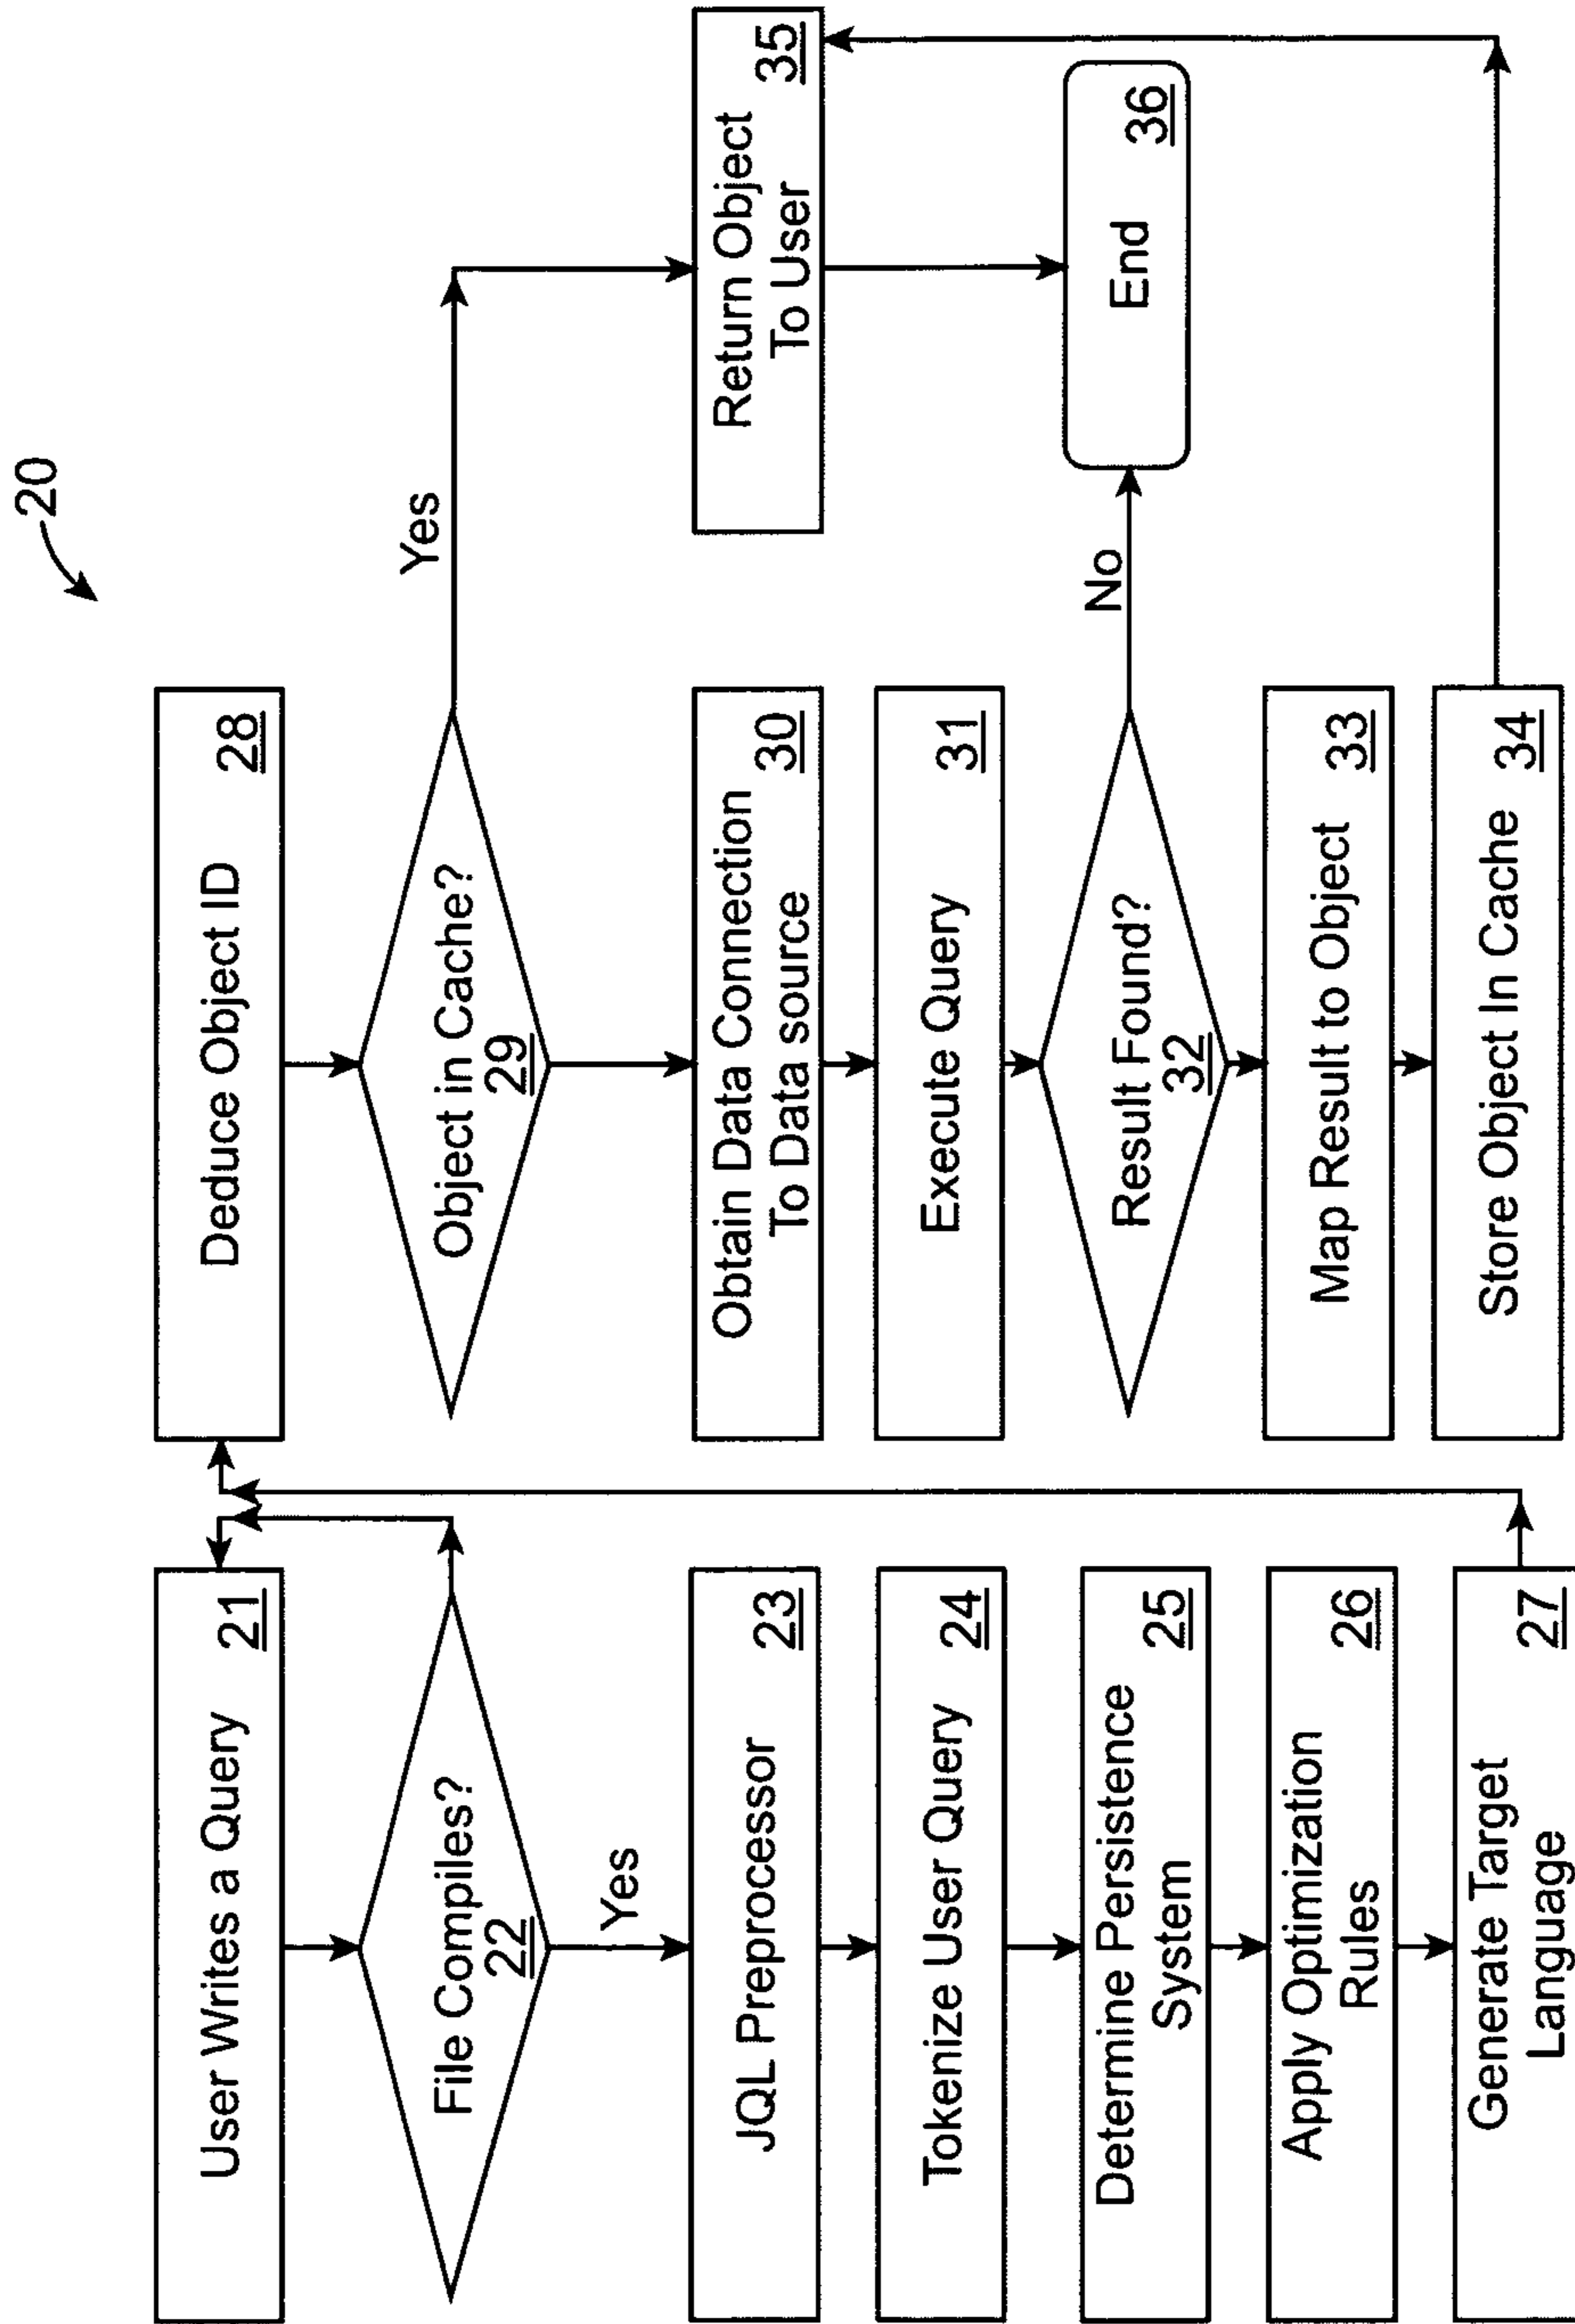 20
User Writes a Query
21
File Compiles?
22
Yes
JQL Preprocessor
23
Tokenize User Query
24
Determine Persistence
System
25
Apply Optimization
Rules
26
Generate Target
Language
27
Deduce Object ID
28
Object in Cache?
29
Yes
Obtain Data Connection
To Data source
30
Execute Query
31
Result Found?
32
No
Map Result to Object
33
Store Object In Cache
34
Return Object
To User
35
End
36